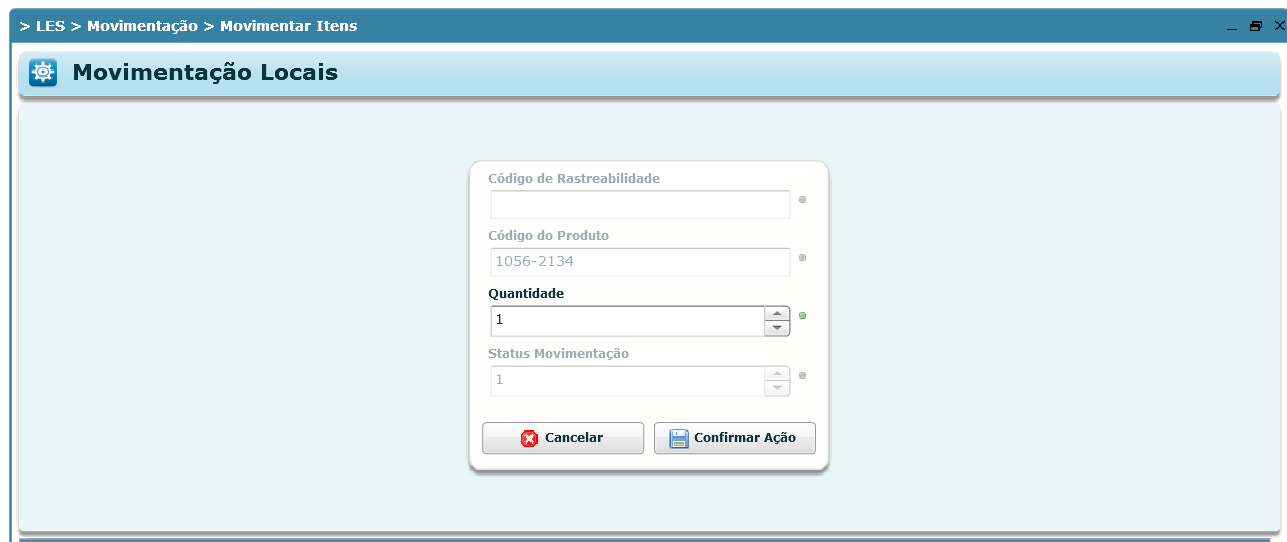 > LES > Movimentação > Movimentar Itens
Movimentação Locais
Código de Rastreabilidade
Código do Produto
1056-2134
Quantidade
1
Status Movimentação
1
Cancelar
Confirmar Ação